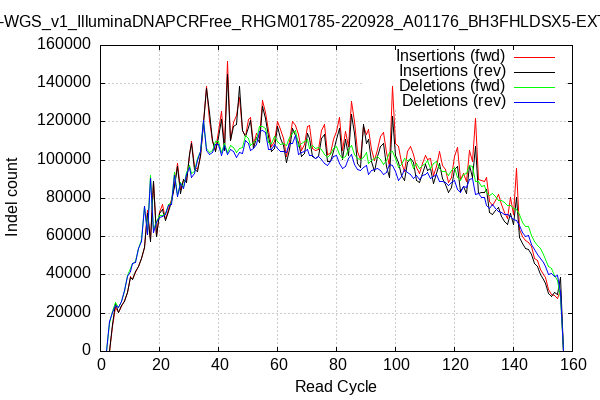 -WGS_v1_IlluminaDNAPCRFree_RHGM01785-220928_A01176_BH3FHLDSX5-EXT
Insertions (fwd)
Insertions (rev)
Deletions (fwd)
Deletions (rev)
Indel count
160000
140000
120000
100000
80000
60000
40000
20000
0
0 20 40 60 80 100 120 140 160
Read Cycle